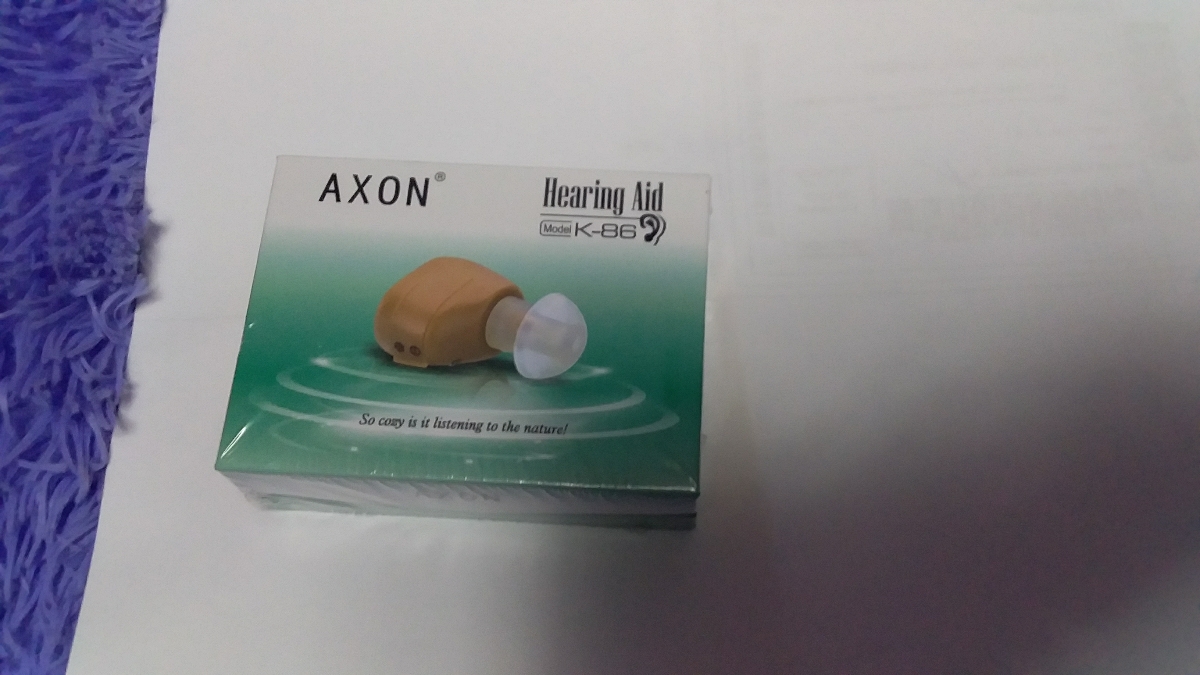 AXON®
Hearing Aid
Model K-86
So cozy is it listening to the nature!